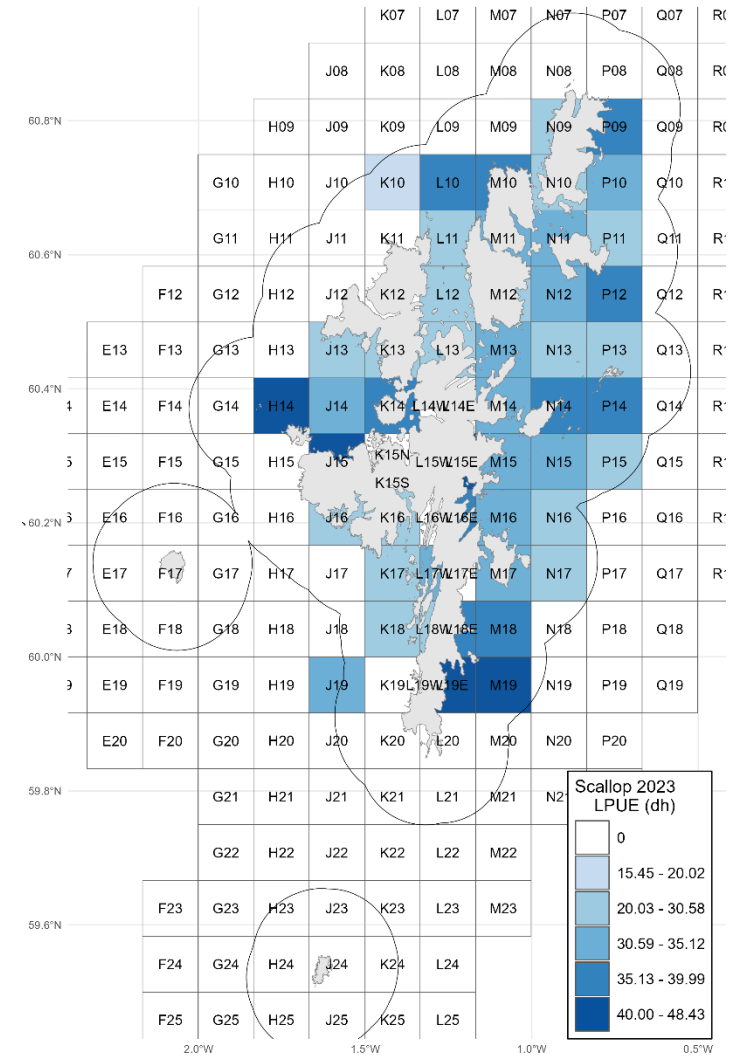 K07 L07 M07 N07 P07 Q07
J08 K08 L08 M08 N08 P08 Q08
60.8°N H09 J09 K09 L09 M09 N09 P09 Q09
G10 H10 J10 K10 L10 M10 N10 P10 Q10
G11 H11 J11 K11 L11 M11 N11 P11 Q11
60.6°N
F12 G12 H12 J12 K12 L12 M12 N12 P12 Q12
E13 F13 G13 H13 J13 K13 L13 M13 N13 P13 Q13
60.4°N
E14 F14 G14 H14 J14 K14 L14W L14E M14 N14 P14 Q14
K15N
E15 F15 G15 H15 J15 L15W L15E M15 N15 P15 Q15
K15S
60.2°N E16 F16 G16 H16 J16 K16 L16W L16E M16 N16 P16 Q16
E17 F17 G17 H17 J17 K17 L17W L17E M17 N17 P17 Q17
E18 F18 G18 H18 J18 K18 L18W L18E M18 N18 P18 Q18
60.0°N
E19 F19 G19 H19 J19 K19 L19W L19E M19 N19 P19 Q19
E20 F20 G20 H20 J20 K20 L20 M20 N20 P20
59.8°N G21 H21 J21 K21 L21 M21
G22 H22 J22 K22 L22 M22
F23 G23 H23 J23 K23 L23 M23
59.6°N
F24 G24 H24 J24 K24 L24
F25 G25 H25 J25 K25 L25
2.0°W 1.5°W 1.0°W 0.5°W
Scallop 2023
LPUE (dh)
0
15.45 - 20.02
20.03 - 30.58
30.59 - 35.12
35.13 - 39.99
40.00 - 48.43